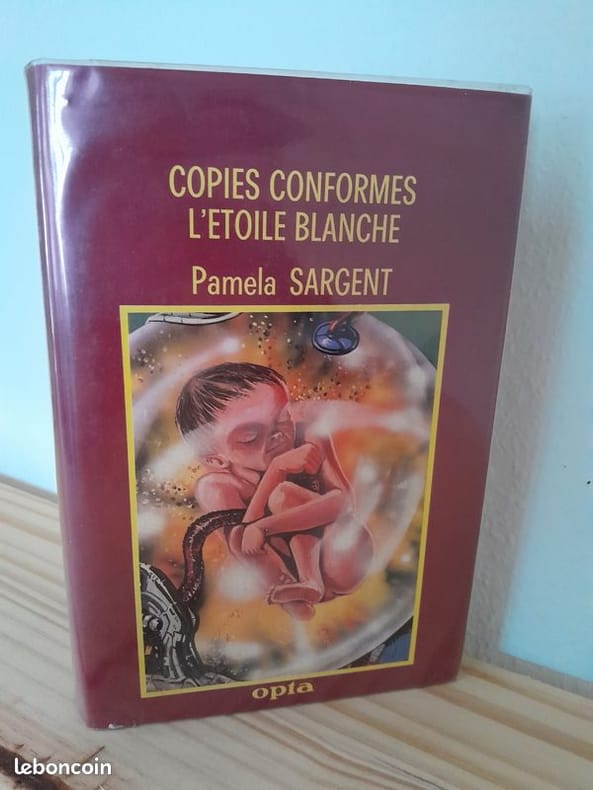 COPIES CONFORMES
L'ETOILE BLANCHE
Pamela SARGENT
opta
leboncoin